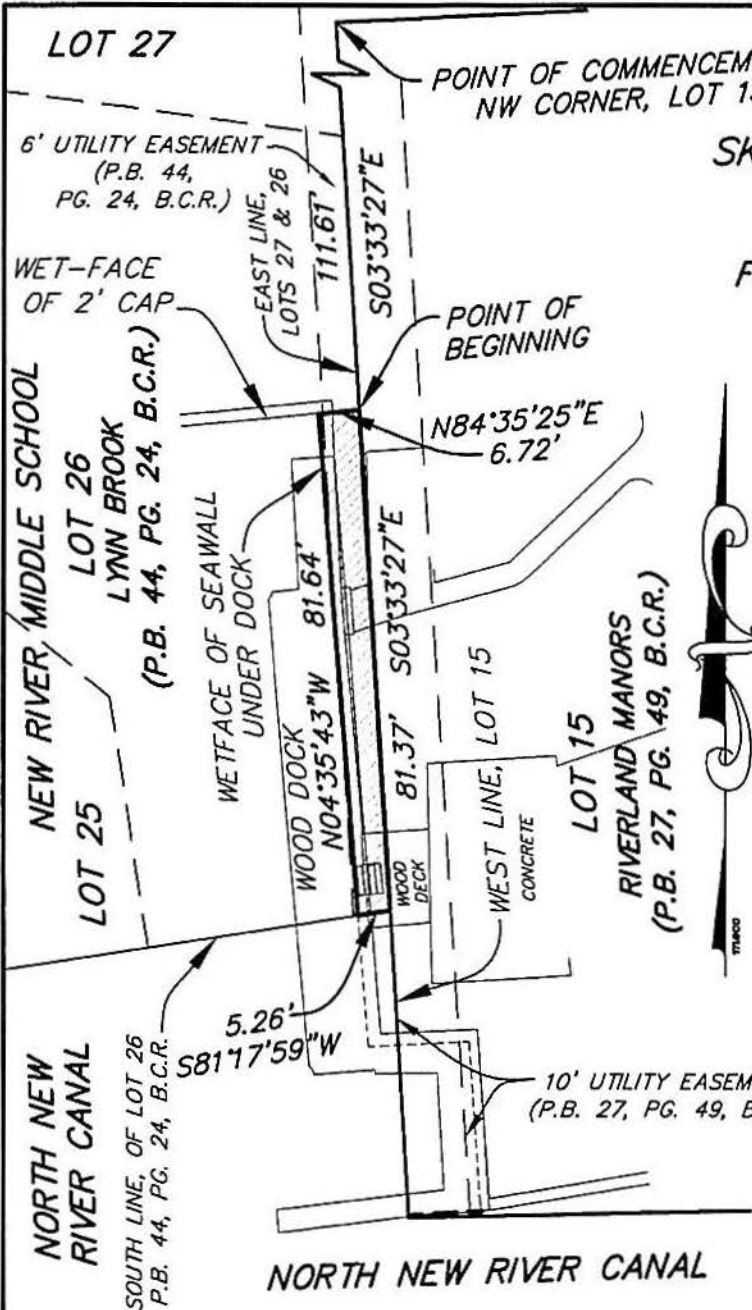 LOT 27
POINT OF COMMENCEM
NW CORNER, LOT 1
SK
6' UTILITY EASEMENT
(P.B. 44,
PG. 24, B.C.R.)
EAST LINE,
LOTS 27 & 26
111.61'
S03°33'27"E
F
WET-FACE
OF 2' CAP
POINT OF
BEGINNING
N84°35'25"E
6.72'
NEW RIVER, MIDDLE SCHOOL
LOT 26
LYNN BROOK
(P.B. 44, PG. 24, B.C.R.)
WETFACE OF SEAWALL
UNDER DOCK
81.64'
N04°35'43"W
S03°33'27"E
81.37'
WOOD DOCK
LOT 25
WOOD
DECK
WEST LINE, LOT 15
CONCRETE
LOT 15
RIVERLAND MANORS
(P.B. 27, PG. 49, B.C.R.)
5.26'
S81°17'59"W
SOUTH LINE, OF LOT 26
P.B. 44, PG. 24, B.C.R.
10' UTILITY EASEM
(P.B. 27, PG. 49, B
NORTH NEW
RIVER CANAL
NORTH NEW RIVER CANAL